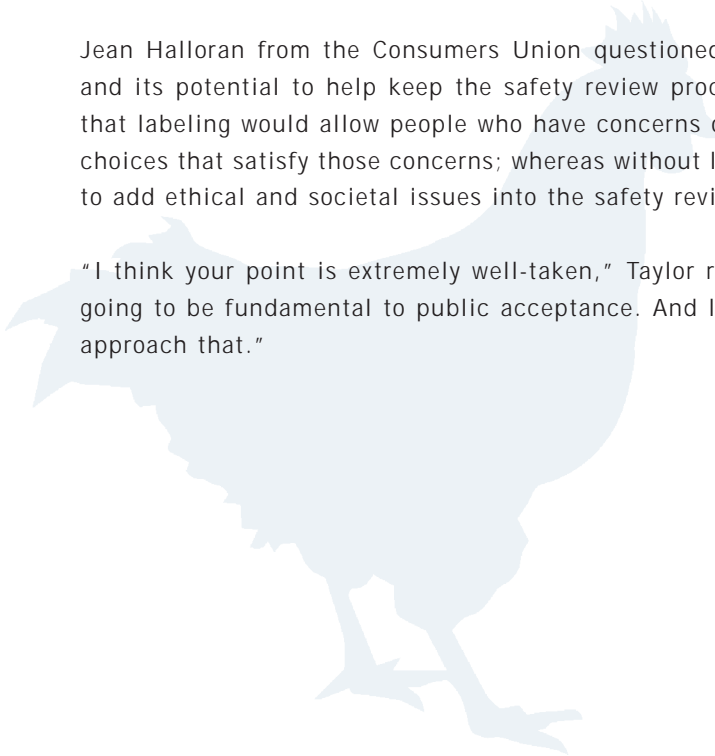 Jean Halloran from the Consumers Union questioned
and its potential to help keep the safety review
that labeling would allow people who have concerns
choices that satisfy those concerns; whereas without
to add ethical and societal issues into the safety
“I think your point is extremely well-taken,” Taylor
going to be fundamental to public acceptance. And I
approach that.”